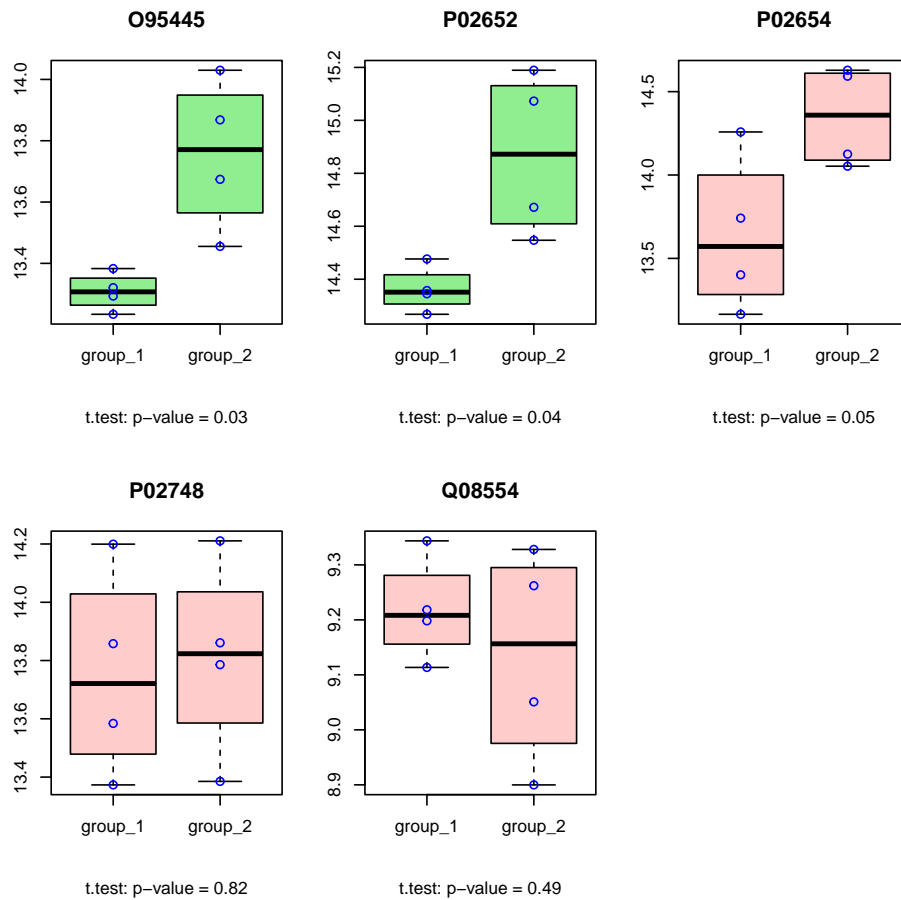 O95445
P02652
P02654
14.0
13.8
13.6
13.4
15.2
15.0
14.8
14.6
14.4
14.5
14.0
13.5
group_1
group_2
group_1
group_2
group_1
group_2
t.test: p-value = 0.03
t.test: p-value = 0.04
t.test: p-value = 0.05
P02748
Q08554
14.2
14.0
13.8
13.6
13.4
9.3
9.2
9.1
9.0
8.9
group_1
group_2
group_1
group_2
t.test: p-value = 0.82
t.test: p-value = 0.49